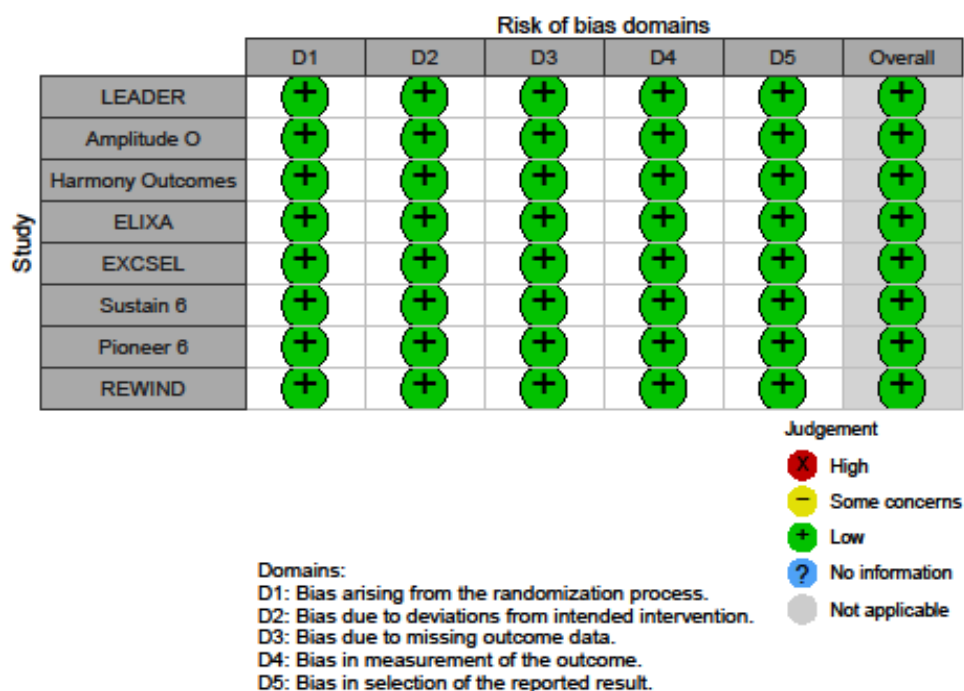 Risk of bias domains
D1 D2 D3 D4 D5 Overall
Study
LEADER + + + + + +
Amplitude O + + + + + +
Harmony Outcomes + + + + + +
ELIXA + + + + + +
EXCSEL + + + + + +
Sustain 6 + + + + + +
Pioneer 6 + + + + + +
REWIND + + + + + +
Judgement
X High
− Some concerns
+ Low
? No information
Not applicable
Domains:
D1: Bias arising from the randomization process.
D2: Bias due to deviations from intended intervention.
D3: Bias due to missing outcome data.
D4: Bias in measurement of the outcome.
D5: Bias in selection of the reported result.